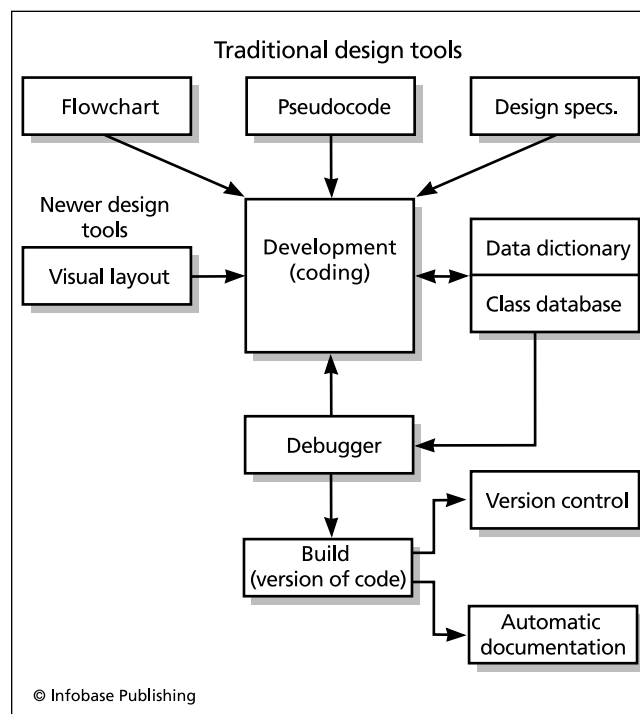 Traditional design tools
Flowchart
Pseudocode
Design specs.
Newer design
tools
Visual layout
Development
(coding)
Data dictionary
Class database
Debugger
Build
(version of code)
Version control
Automatic
documentation
© Infobase Publishing